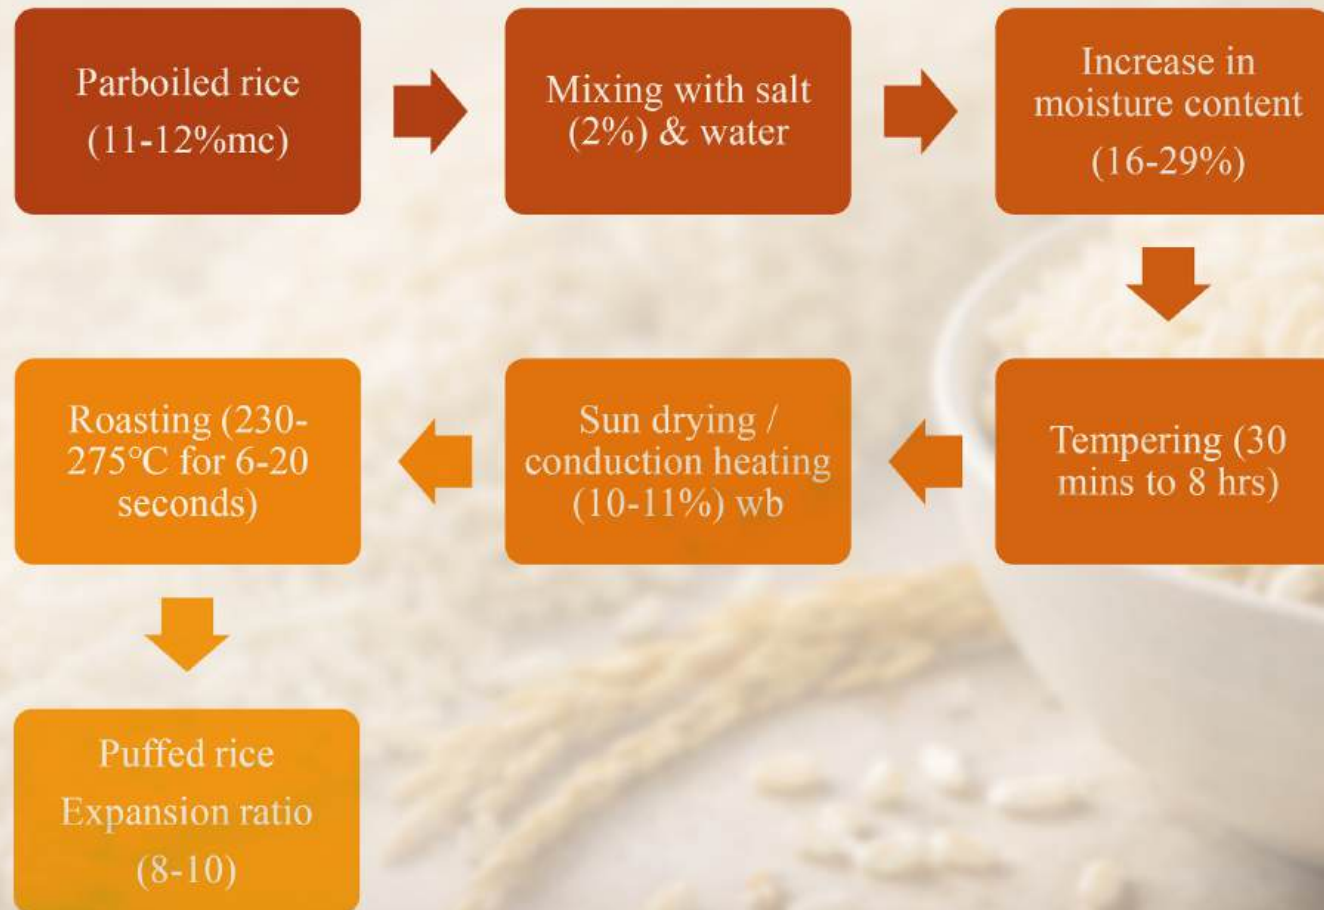 Parboiled rice
(11-12%mc)
Mixing with salt
(2%) & water
Increase in
moisture content
(16-29%)
Tempering (30
mins to 8 hrs)
Sun drying /
conduction heating
(10-11%) wb
Roasting (230-
275°C for 6-20
seconds)
Puffed rice
Expansion ratio
(8-10)